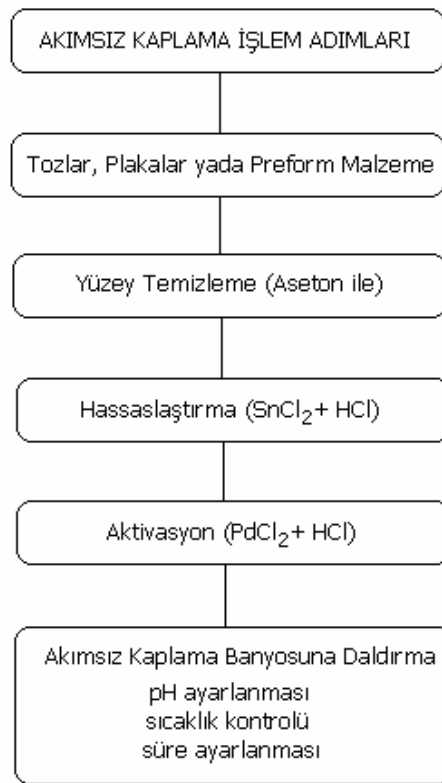 AKIMSIZ KAPLAMA İŞLEM ADIMLARI
Tozlar, Plakalar yada Preform Malzeme
Yüzey Temizleme (Aseton ile)
Hassaslaştırma (SnCl₂+ HCl)
Aktivasyon (PdCl₂+ HCl)
Akımsız Kaplama Banyosuna Daldırma
pH ayarlanması
sıcaklık kontrolü
süre ayarlanması